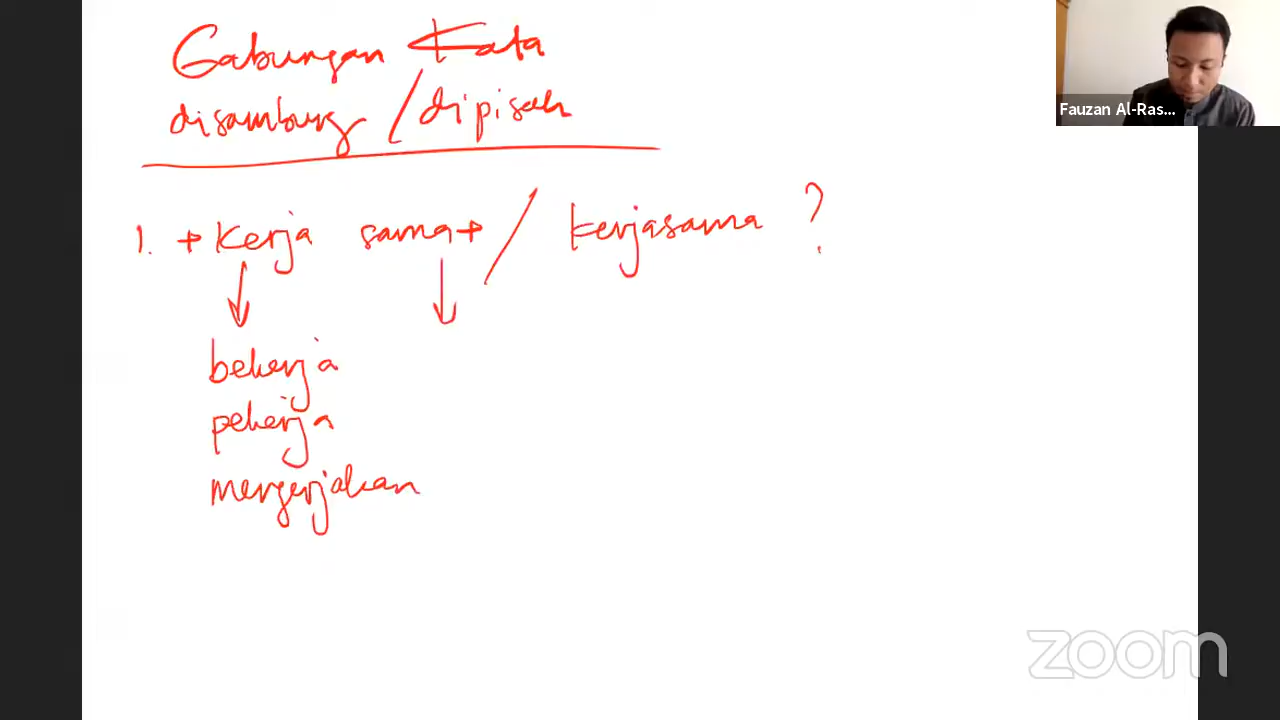 Gabungan Kata
disambung / dipisah
1. + Kerja sama + / kerjasama ?
bekerja
pekerja
mengerjakan
Fauzan Al-Ras...
zoom